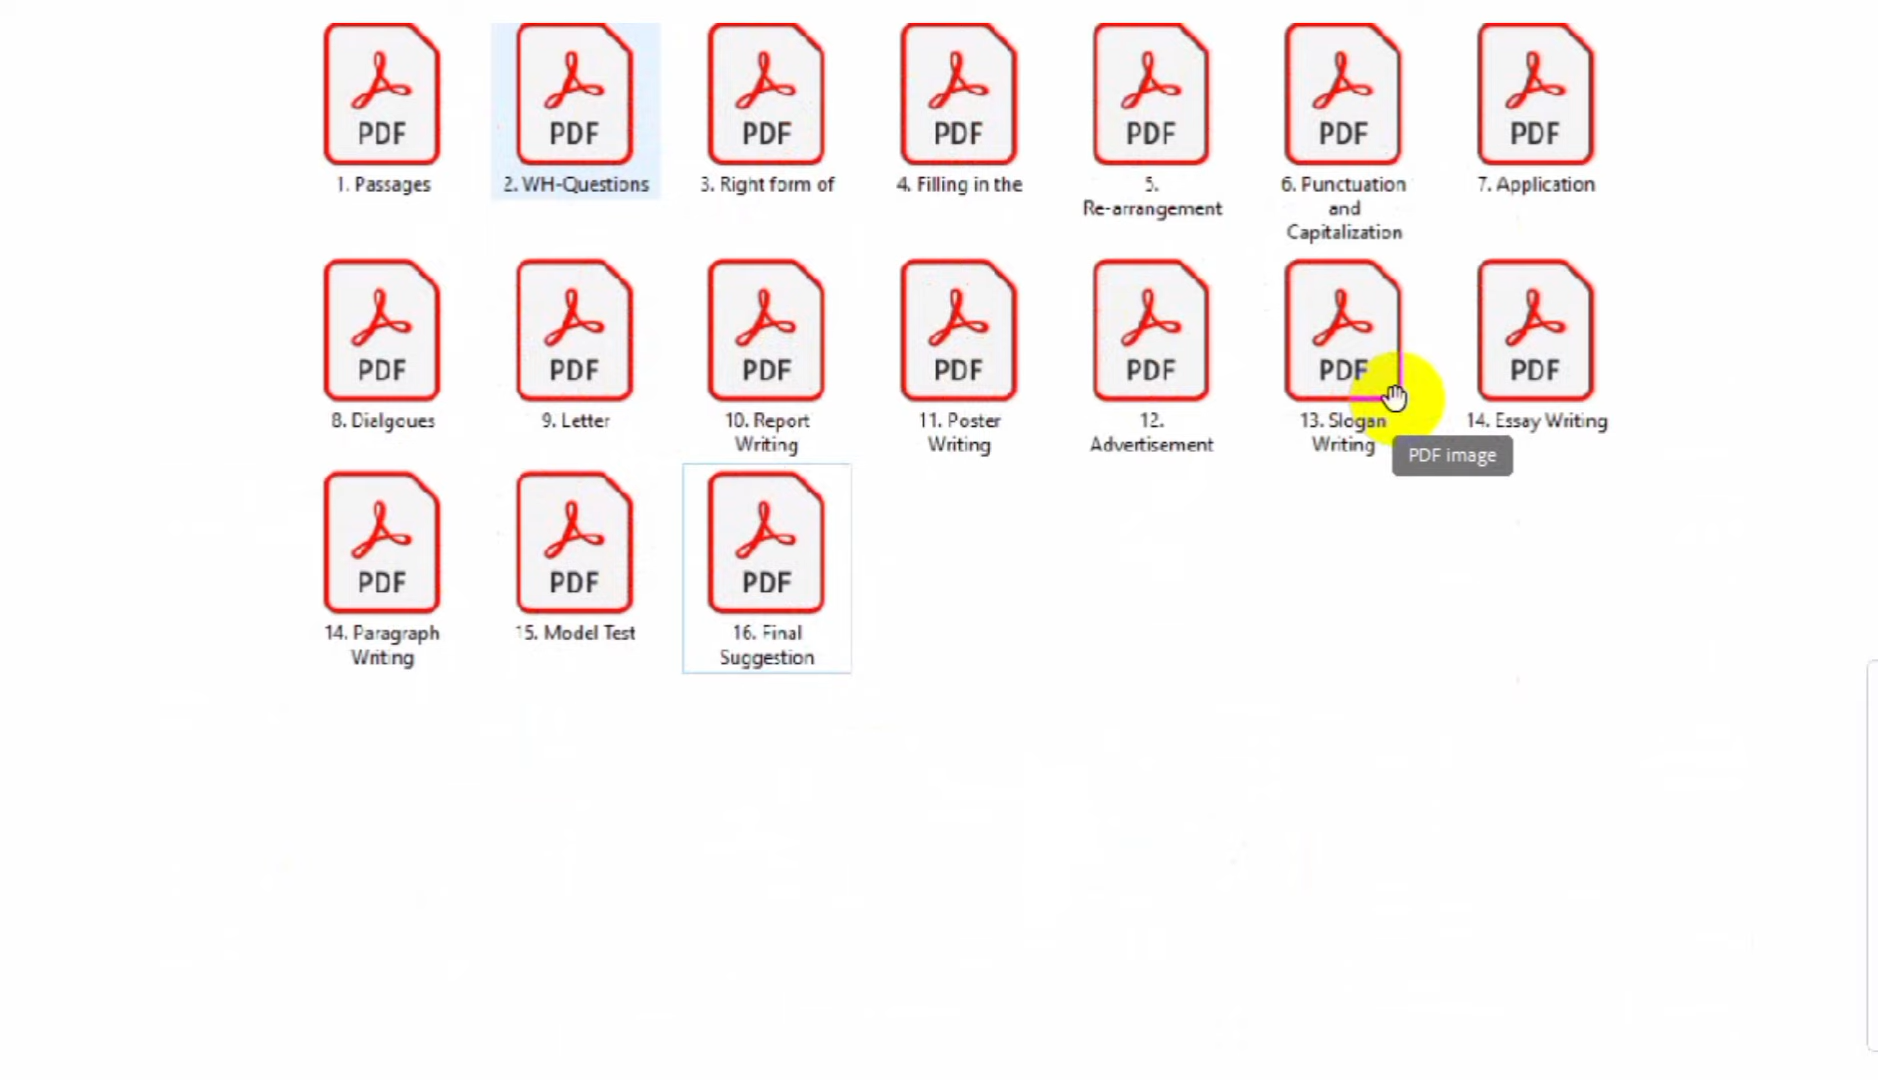 PDF PDF PDF PDF PDF PDF PDF
1. Passages 2. WH-Questions 3. Right form of 4. Filling in the 5. Re-arrangement 6. Punctuation and Capitalization 7. Application
PDF PDF PDF PDF PDF PDF PDF
8. Dialgoues 9. Letter 10. Report Writing 11. Poster Writing 12. Advertisement 13. Slogan Writing 14. Essay Writing
PDF image
PDF PDF PDF
14. Paragraph Writing 15. Model Test 16. Final Suggestion